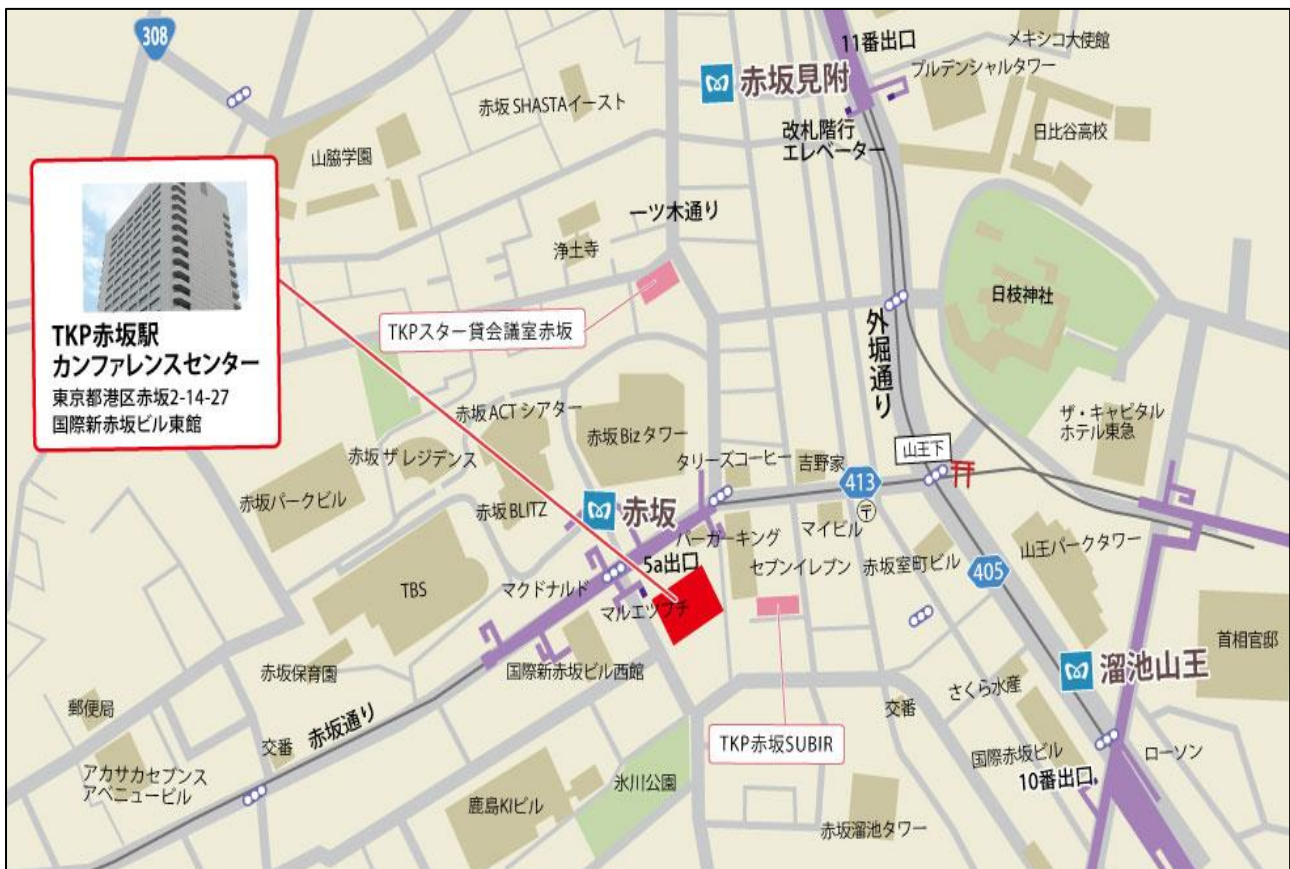 308
11番出口
メキシコ大使館
プルデンシャルタワー
赤坂見附
赤坂 SHASTAイースト
改札階行
エレベーター
日比谷高校
山脇学園
一ツ木通り
浄土寺
日枝神社
TKPスター貸会議室赤坂
外堀通り
TKP赤坂駅
カンファレンスセンター
東京都港区赤坂2-14-27
国際新赤坂ビル東館
赤坂 ACT シアター
赤坂 Biz タワー
ザ・キャピタル
ホテル東急
赤坂 ザ レジデンス
タリーズコーヒー
吉野家
山王下
413
赤坂パークビル
赤坂 BLITZ
赤坂
バーガーキング
マイビル
〒
山王パークタワー
5a出口
セブンイレブン
赤坂室町ビル
405
TBS
マクドナルド
マルエツプチ
首相官邸
赤坂保育園
国際新赤坂ビル西館
溜池山王
さくら水産
郵便局
交番
赤坂通り
交番
TKP赤坂SUBIR
国際赤坂ビル
ローソン
アカサカセブンス
アベニュービル
10番出口
氷川公園
鹿島KIビル
赤坂溜池タワー